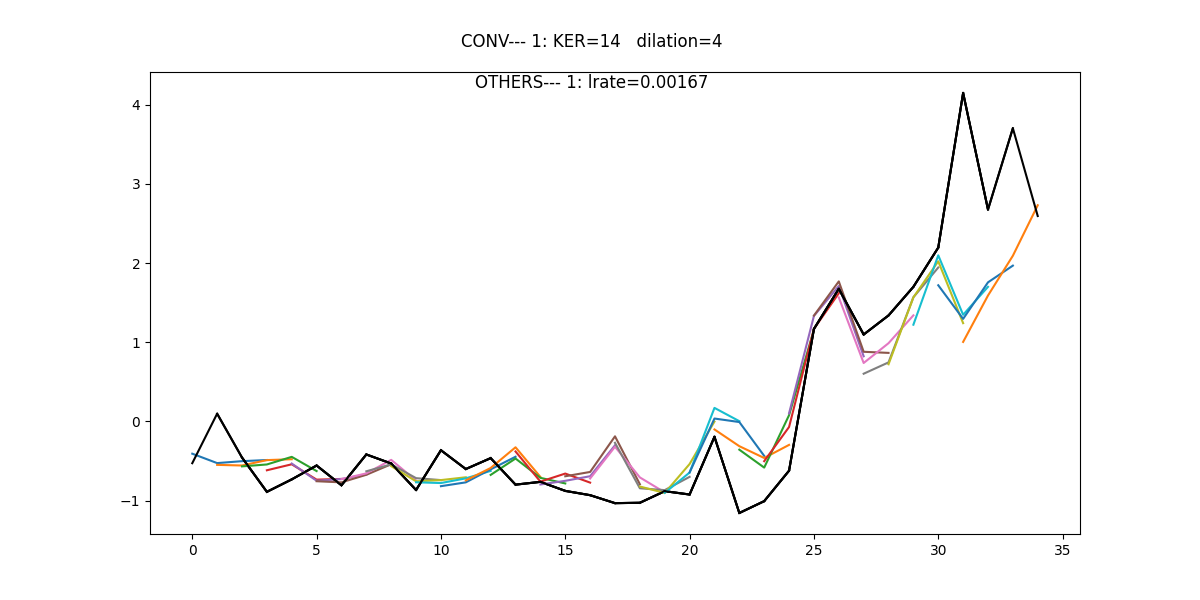 CONV--- 1: KER=14   dilation=4
OTHERS--- 1: lrate=0.00167
4
3
2
1
0
−1
0 5 10 15 20 25 30 35